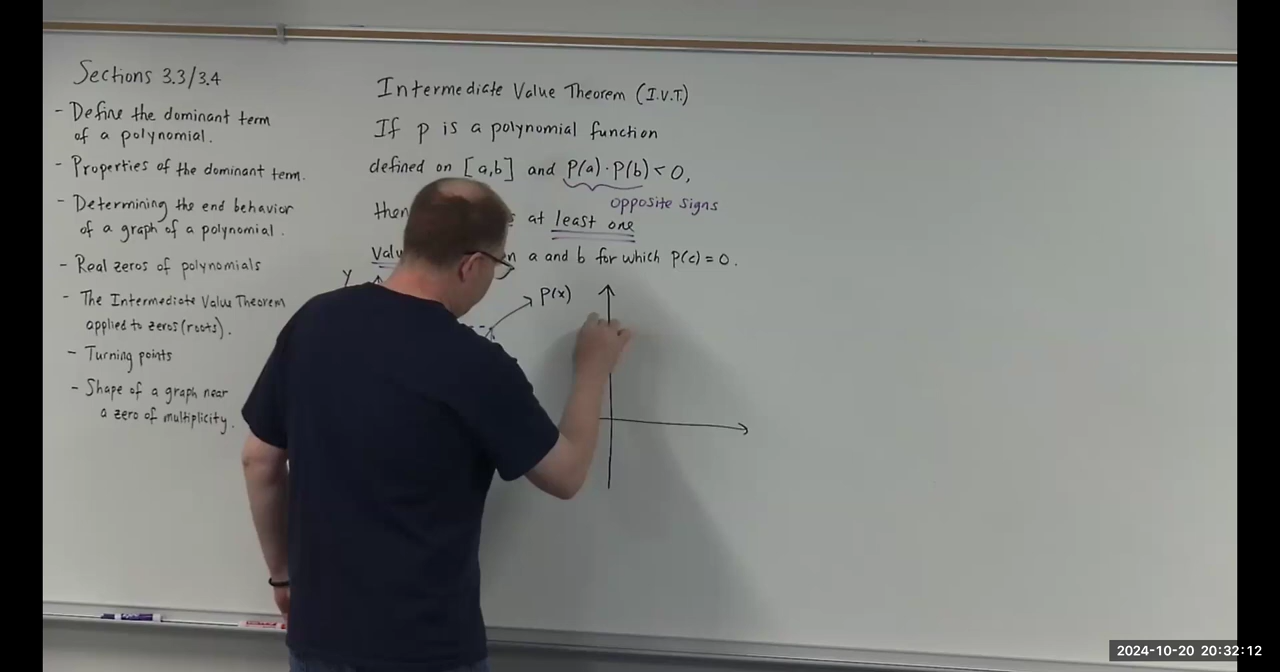 Sections 3.3/3.4
- Define the dominant term
of a polynomial.
- Properties of the dominant term.
- Determining the end behavior
of a graph of a polynomial.
- Real zeros of polynomials
- The Intermediate Value Theorem
applied to zeros (roots).
- Turning points
- Shape of a graph near
a zero of multiplicity.
Intermediate Value Theorem (I.V.T.)
If p is a polynomial function
defined on [a,b] and P(a)·P(b) < 0,
opposite signs
then at least one
a and b for which p(c) = 0.
y
P(x)
2024-10-20 20:32:12